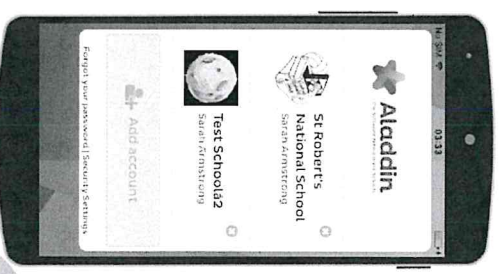 No SIM 03:33
Aladdin
St Robert's
National School
Sarah Armstrong
Test Schoolá2
Sarah Armstrong
Add account
Forgot your password | Security Settings